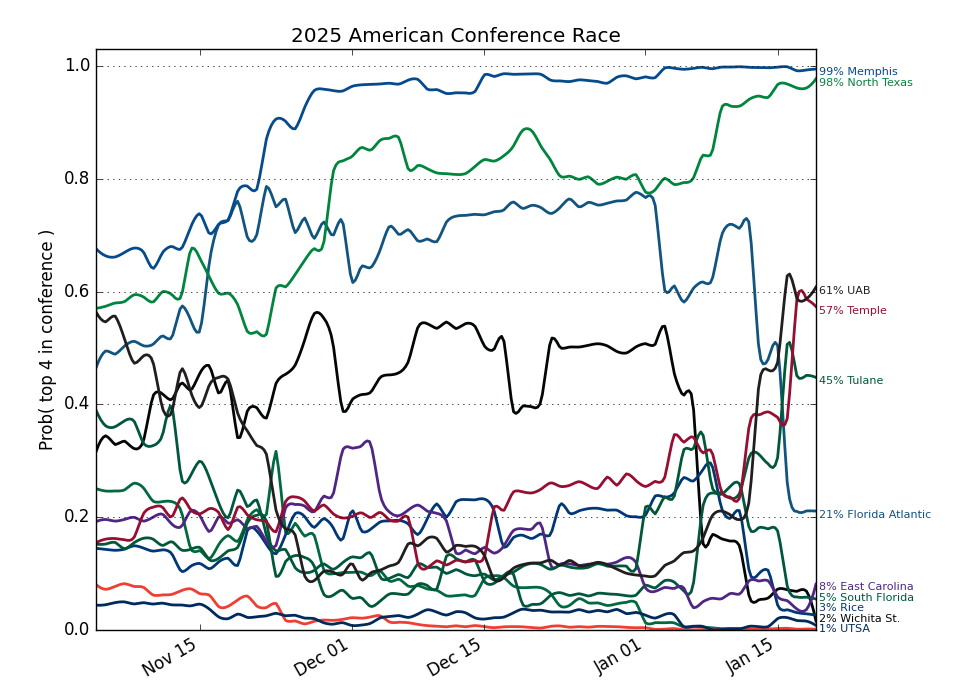 2025 American Conference Race
Prob( top 4 in conference )
1.0
0.8
0.6
0.4
0.2
0.0
Nov 15
Dec 01
Dec 15
Jan 01
Jan 15
99% Memphis
98% North Texas
61% UAB
57% Temple
45% Tulane
21% Florida Atlantic
8% East Carolina
5% South Florida
3% Rice
2% Wichita St.
1% UTSA